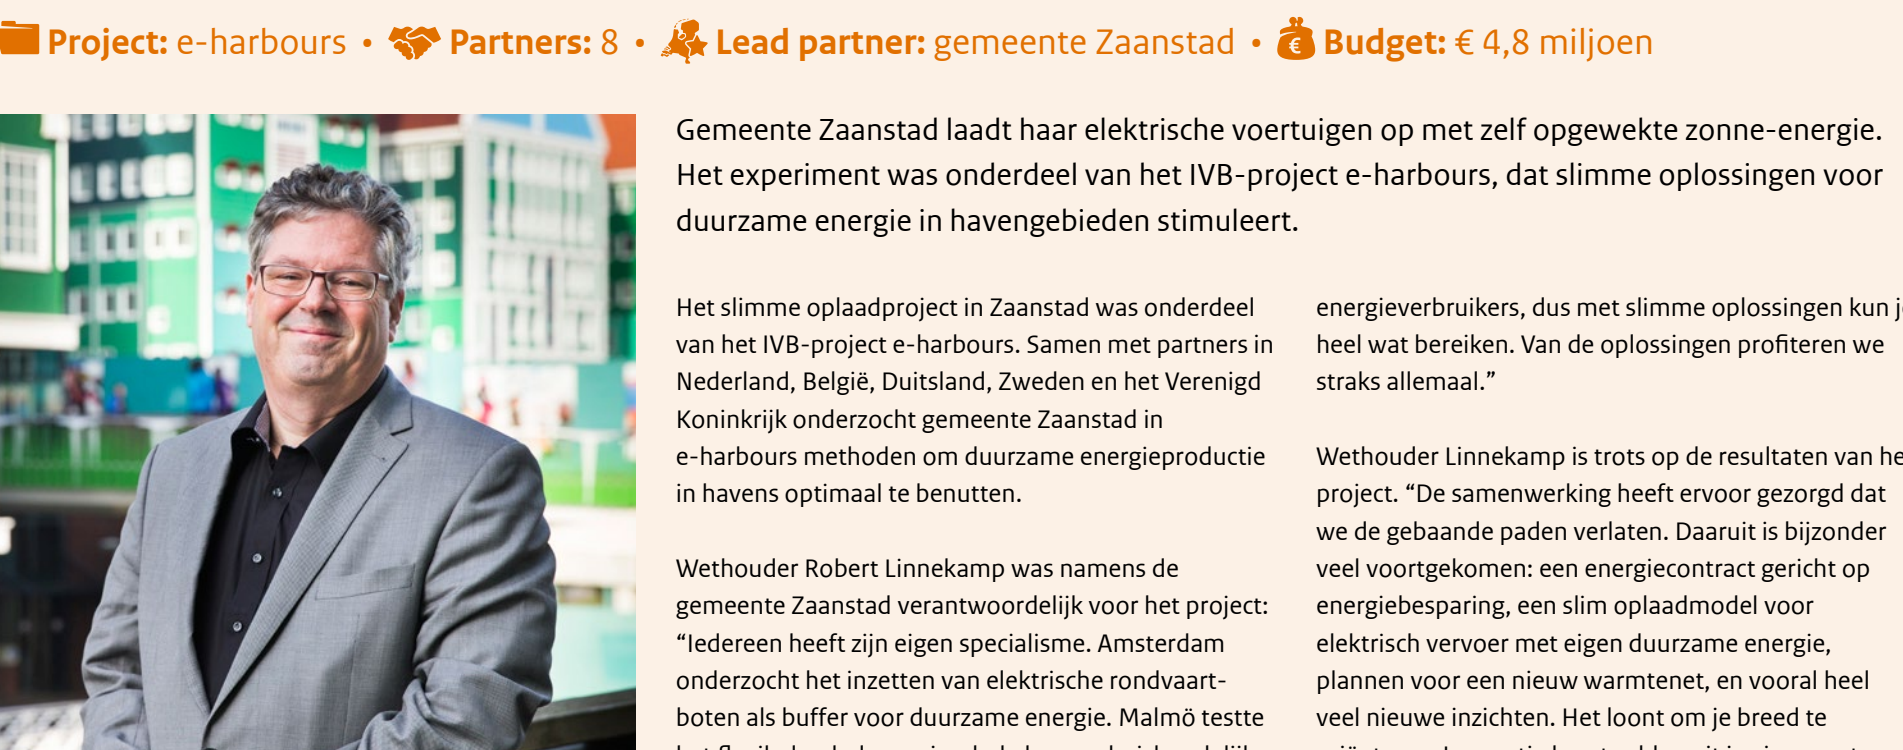 Project: e-harbours • Partners: 8 • Lead partner: gemeente Zaanstad • Budget: € 4,8 miljoen
Gemeente Zaanstad laadt haar elektrische voertuigen op met zelf opgewekte zonne-energie.
Het experiment was onderdeel van het IVB-project e-harbours, dat slimme oplossingen voor
duurzame energie in havengebieden stimuleert.
Het slimme oplaadproject in Zaanstad was onderdeel
van het IVB-project e-harbours. Samen met partners in
Nederland, België, Duitsland, Zweden en het Verenigd
Koninkrijk onderzocht gemeente Zaanstad in
e-harbours methoden om duurzame energieproductie
in havens optimaal te benutten.
Wethouder Robert Linnekamp was namens de
gemeente Zaanstad verantwoordelijk voor het project:
“Iedereen heeft zijn eigen specialisme. Amsterdam
onderzocht het inzetten van elektrische rondvaart-
boten als buffer voor duurzame energie. Malmö testte
energieverbruikers, dus met slimme oplossingen kun
heel wat bereiken. Van de oplossingen profiteren we
straks allemaal.”
Wethouder Linnekamp is trots op de resultaten van
project. “De samenwerking heeft ervoor gezorgd dat
we de gebaande paden verlaten. Daaruit is bijzonder
veel voortgekomen: een energiecontract gericht op
energiebesparing, een slim oplaadmodel voor
elektrisch vervoer met eigen duurzame energie,
plannen voor een nieuw warmtenet, en vooral heel
veel nieuwe inzichten. Het loont om je breed te